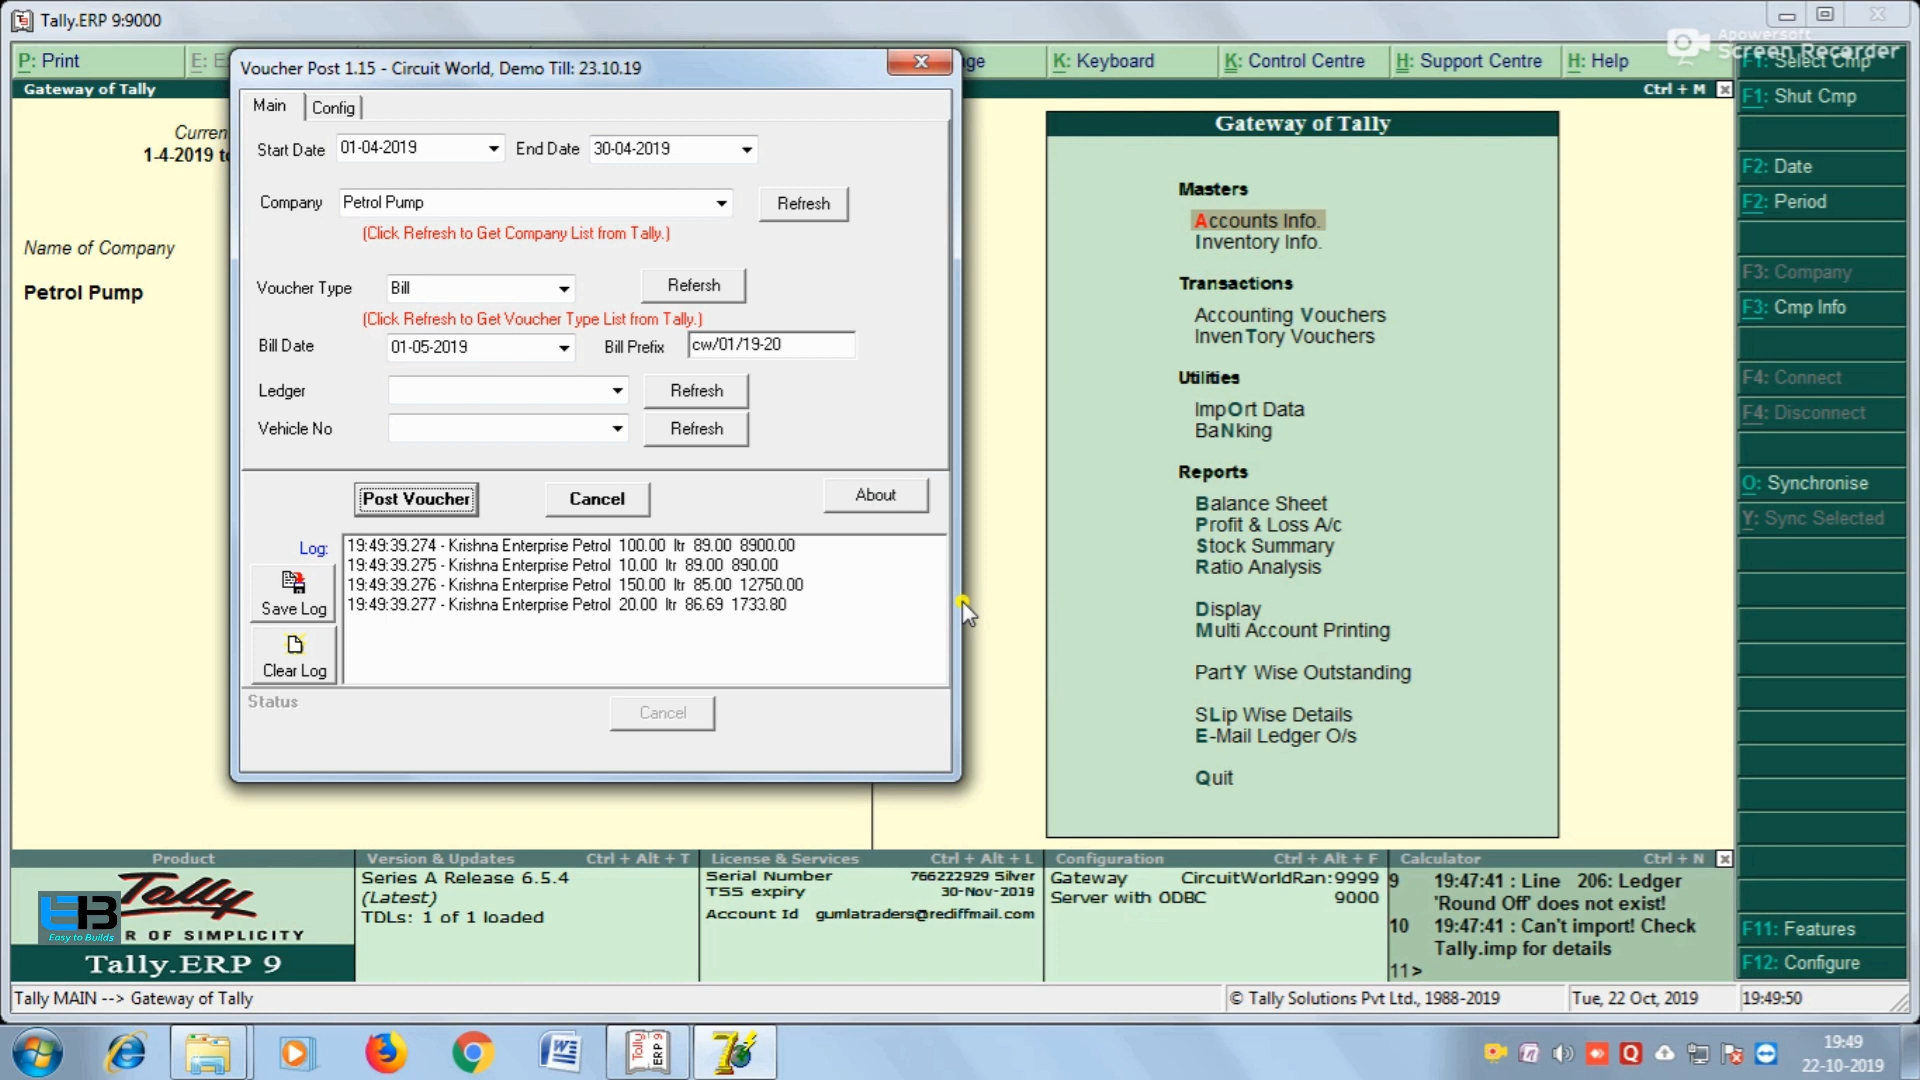 Tally.ERP 9:9000
Apowersoft
Screen Recorder
P: Print
K: Keyboard
K: Control Centre
H: Support Centre
H: Help
F1: Select Cmp
Gateway of Tally
Ctrl + M
F1: Shut Cmp
1-4-2019
Name of Company
Petrol Pump
Voucher Post 1.15 - Circuit World, Demo Till: 23.10.19
Main
Config
Start Date 01-04-2019
End Date 30-04-2019
Company Petrol Pump
Refresh
(Click Refresh to Get Company List from Tally.)
Voucher Type Bill
Refersh
(Click Refresh to Get Voucher Type List from Tally.)
Bill Date 01-05-2019
Bill Prefix cw/01/19-20
Ledger
Refresh
Vehicle No
Refresh
Post Voucher
Cancel
About
Log:
19:49:39.274 - Krishna Enterprise Petrol 100.00 ltr 89.00 8900.00
19:49:39.275 - Krishna Enterprise Petrol 10.00 ltr 89.00 890.00
19:49:39.276 - Krishna Enterprise Petrol 150.00 ltr 85.00 12750.00
19:49:39.277 - Krishna Enterprise Petrol 20.00 ltr 86.69 1733.80
Save Log
Clear Log
Status
Cancel
Gateway of Tally
Masters
Accounts Info.
Inventory Info.
Transactions
Accounting Vouchers
InvenTory Vouchers
Utilities
ImpOrt Data
BaNking
Reports
Balance Sheet
Profit & Loss A/c
Stock Summary
Ratio Analysis
Display
Multi Account Printing
PartY Wise Outstanding
SLip Wise Details
E-Mail Ledger O/s
Quit
F2: Date
F2: Period
F3: Company
F3: Cmp Info
F4: Connect
F4: Disconnect
O: Synchronise
Y: Sync Selected
F11: Features
F12: Configure
Product
Tally
R OF SIMPLICITY
Tally.ERP 9
EB
Easy to Builds
Version & Updates Ctrl + Alt + T
Series A Release 6.5.4
(Latest)
TDLs: 1 of 1 loaded
License & Services Ctrl + Alt + L
Serial Number 766222929 Silver
TSS expiry 30-Nov-2019
Account Id gumlatraders@rediffmail.com
Configuration Ctrl + Alt + F
Gateway CircuitWorldRan:9999
Server with ODBC 9000
Calculator Ctrl + N
9 19:47:41 : Line 206: Ledger
'Round Off' does not exist!
10 19:47:41 : Can't import! Check
Tally.imp for details
11>
Tally MAIN --> Gateway of Tally
© Tally Solutions Pvt Ltd., 1988-2019
Tue, 22 Oct, 2019
19:49:50
Tally
ERP 9
19:49
22-10-2019